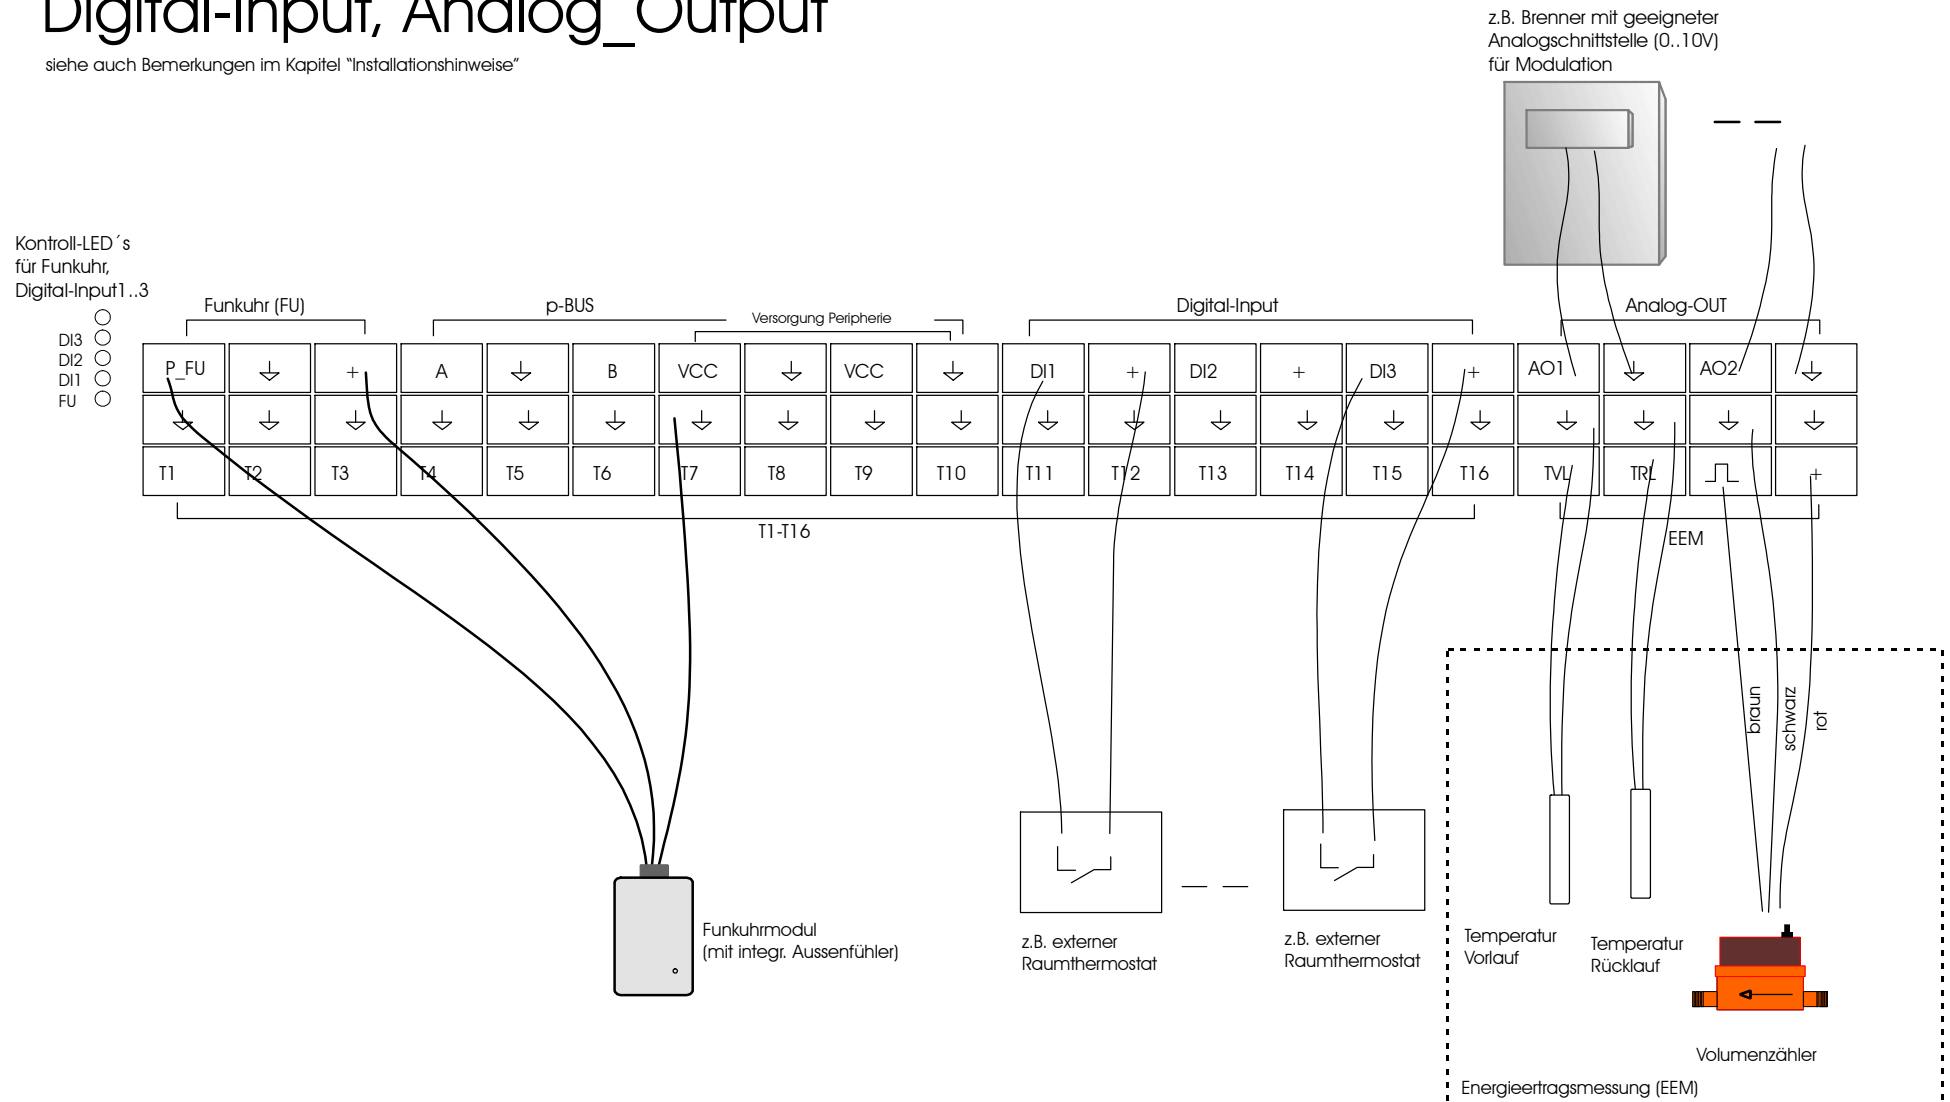 Digital-Input, Analog_Output
siehe auch Bemerkungen im Kapitel "Installationshinweise"
z.B. Brenner mit geeigneter
Analogschnittstelle (0..10V)
für Modulation
Kontroll-LED´s
für Funkuhr,
Digital-Input1..3
DI3
DI2
DI1
FU
Funkuhr (FU)
p-BUS
Versorgung Peripherie
Digital-Input
Analog-OUT
P_FU + A B VCC VCC DI1 + DI2 + DI3 + AO1 AO2
T1 T2 T3 T4 T5 T6 T7 T8 T9 T10 T11 T12 T13 T14 T15 T16 TVL TRL +
T1-T16
EEM
braun
schwarz
rot
Funkuhrmodul
(mit integr. Aussenfühler)
z.B. externer
Raumthermostat
z.B. externer
Raumthermostat
Temperatur
Vorlauf
Temperatur
Rücklauf
Volumenzähler
Energieertragsmessung (EEM)